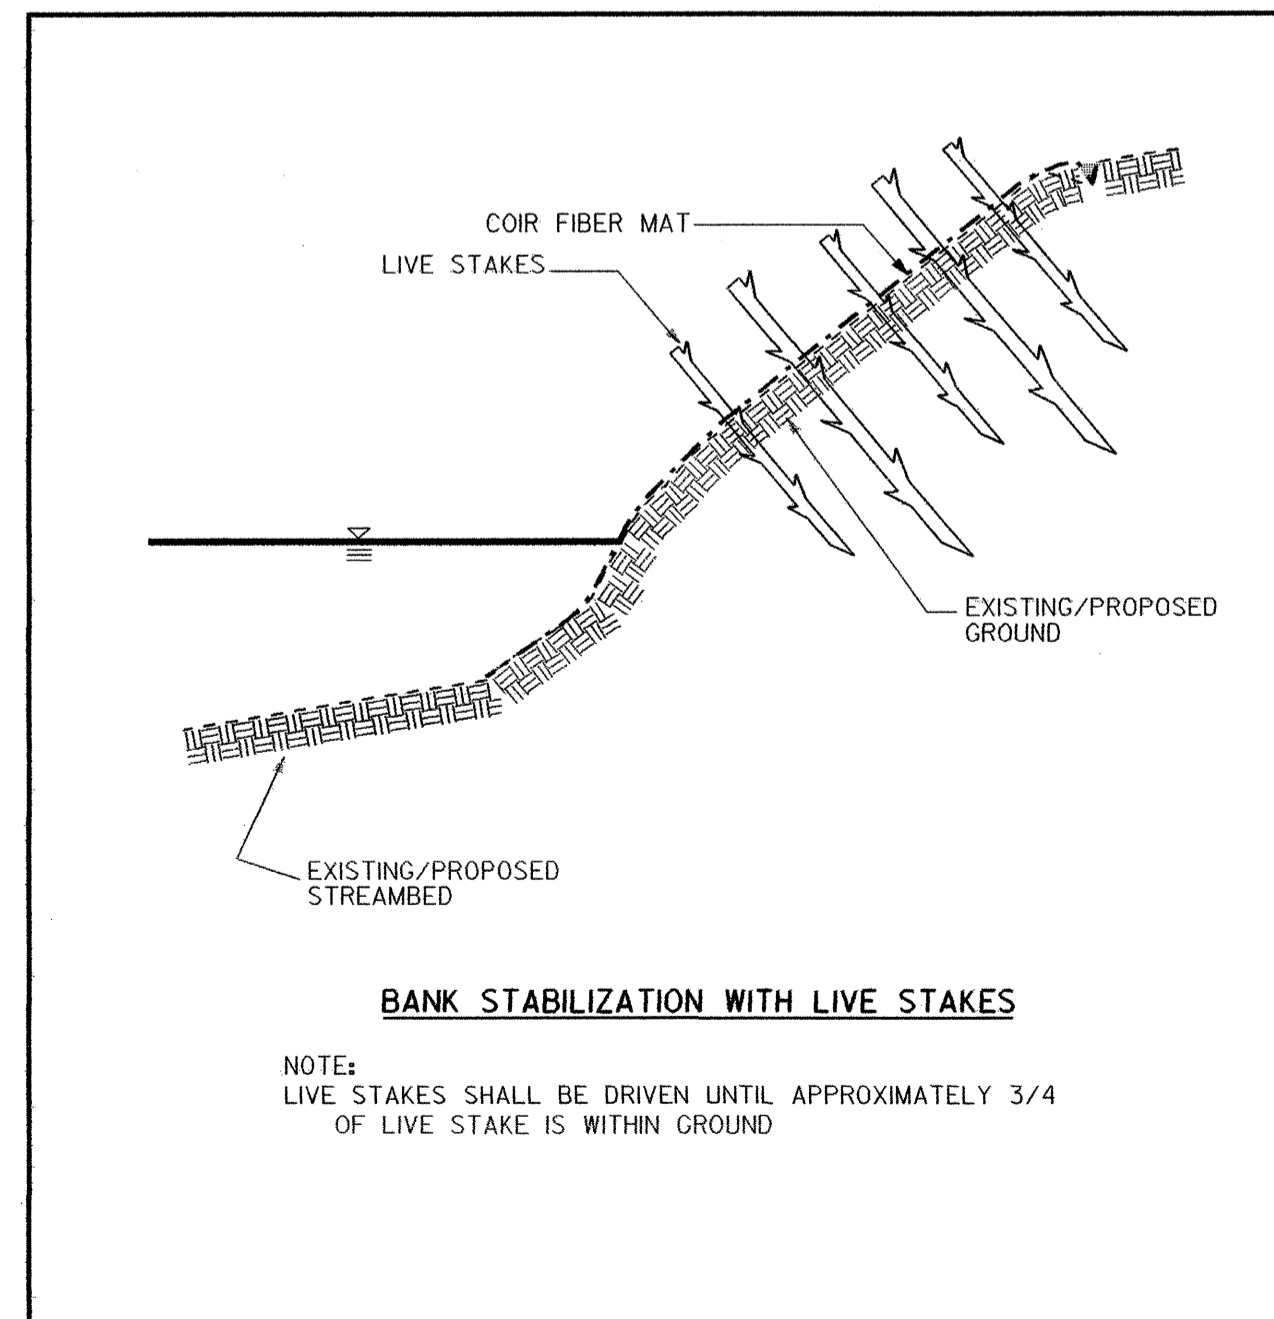 COIR FIBER MAT
LIVE STAKES
EXISTING/PROPOSED
GROUND
EXISTING/PROPOSED
STREAMBED
BANK STABILIZATION WITH LIVE STAKES
NOTE:
LIVE STAKES SHALL BE DRIVEN UNTIL APPROXIMATELY 3/4
OF LIVE STAKE IS WITHIN GROUND